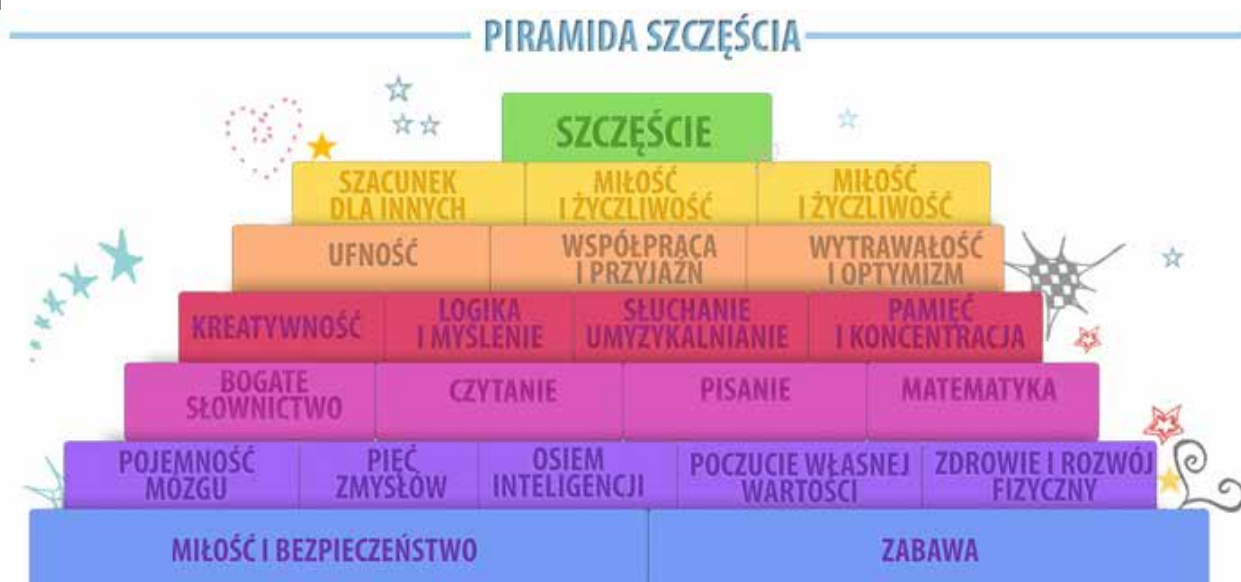 PIRAMIDA SZCZĘŚCIA
SZCZĘŚCIE
SZACUNEK
DLA INNYCH
MIŁOŚĆ
I ŻYCZLIWOŚĆ
MIŁOŚĆ
I ŻYCZLIWOŚĆ
UFNOŚĆ
WSPÓŁPRACA
I PRZYJAŹŃ
WYTRAWAŁOŚĆ
I OPTYMIZM
KREATYWNOŚĆ
LOGIKA
I MYŚLENIE
SŁUCHANIE
UMYZYKALNIANIE
PAMIĘĆ
I KONCENTRACJA
BOGATE
SŁOWNICTWO
CZYTANIE
PISANIE
MATEMATYKA
POJEMNOŚĆ
MÓZGU
PIĘĆ
ZMYSŁÓW
OSIEM
INTELIGENCJI
POCZUCIE WŁASNEJ
WARTOŚCI
ZDROWIE I ROZWÓJ
FIZYCZNY
MIŁOŚĆ I BEZPIECZEŃSTWO
ZABAWA